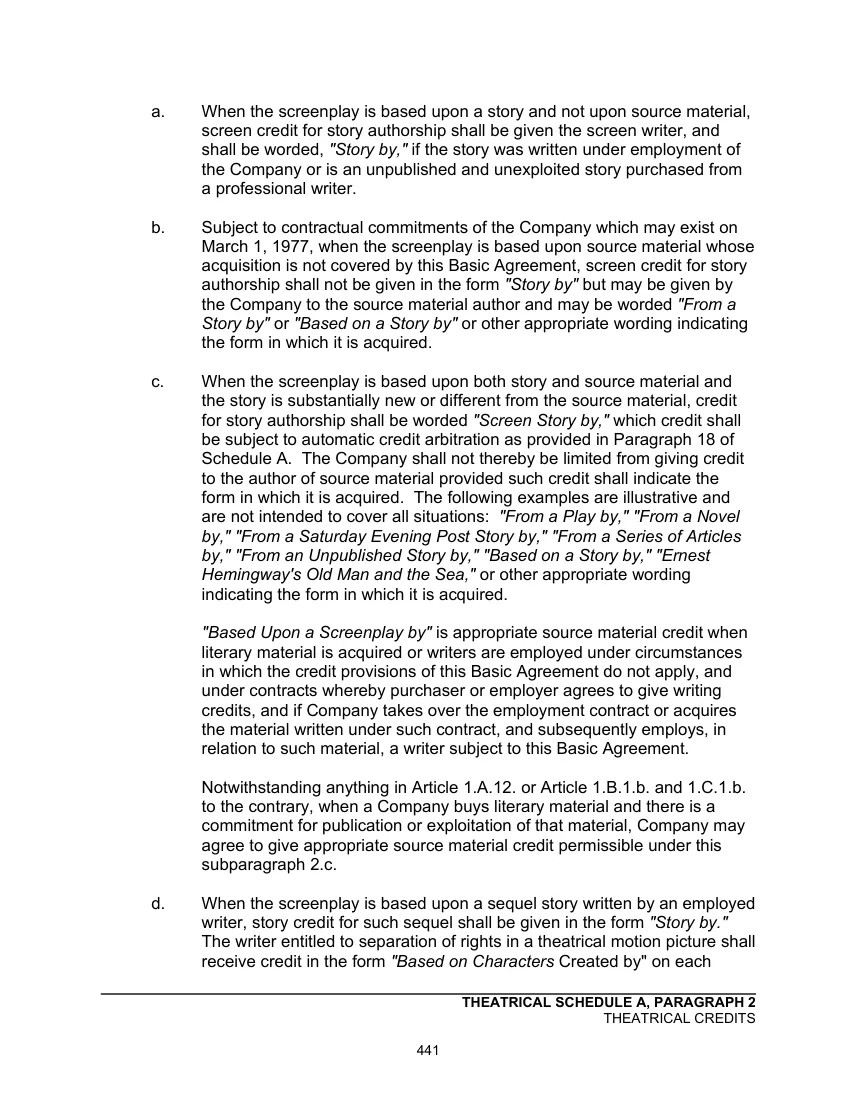 a. When the screenplay is based upon a story and not upon source material,
screen credit for story authorship shall be given the screen writer, and
shall be worded, "Story by," if the story was written under employment of
the Company or is an unpublished and unexploited story purchased from
a professional writer.
b. Subject to contractual commitments of the Company which may exist on
March 1, 1977, when the screenplay is based upon source material whose
acquisition is not covered by this Basic Agreement, screen credit for story
authorship shall not be given in the form "Story by" but may be given by
the Company to the source material author and may be worded "From a
Story by" or "Based on a Story by" or other appropriate wording indicating
the form in which it is acquired.
c. When the screenplay is based upon both story and source material and
the story is substantially new or different from the source material, credit
for story authorship shall be worded "Screen Story by," which credit shall
be subject to automatic credit arbitration as provided in Paragraph 18 of
Schedule A. The Company shall not thereby be limited from giving credit
to the author of source material provided such credit shall indicate the
form in which it is acquired. The following examples are illustrative and
are not intended to cover all situations: "From a Play by," "From a Novel
by," "From a Saturday Evening Post Story by," "From a Series of Articles
by," "From an Unpublished Story by," "Based on a Story by," "Ernest
Hemingway's Old Man and the Sea," or other appropriate wording
indicating the form in which it is acquired.
"Based Upon a Screenplay by" is appropriate source material credit when
literary material is acquired or writers are employed under circumstances
in which the credit provisions of this Basic Agreement do not apply, and
under contracts whereby purchaser or employer agrees to give writing
credits, and if Company takes over the employment contract or acquires
the material written under such contract, and subsequently employs, in
relation to such material, a writer subject to this Basic Agreement.
Notwithstanding anything in Article 1.A.12. or Article 1.B.1.b. and 1.C.1.b.
to the contrary, when a Company buys literary material and there is a
commitment for publication or exploitation of that material, Company may
agree to give appropriate source material credit permissible under this
subparagraph 2.c.
d. When the screenplay is based upon a sequel story written by an employed
writer, story credit for such sequel shall be given in the form "Story by."
The writer entitled to separation of rights in a theatrical motion picture shall
receive credit in the form "Based on Characters Created by" on each
THEATRICAL SCHEDULE A, PARAGRAPH 2
THEATRICAL CREDITS
441